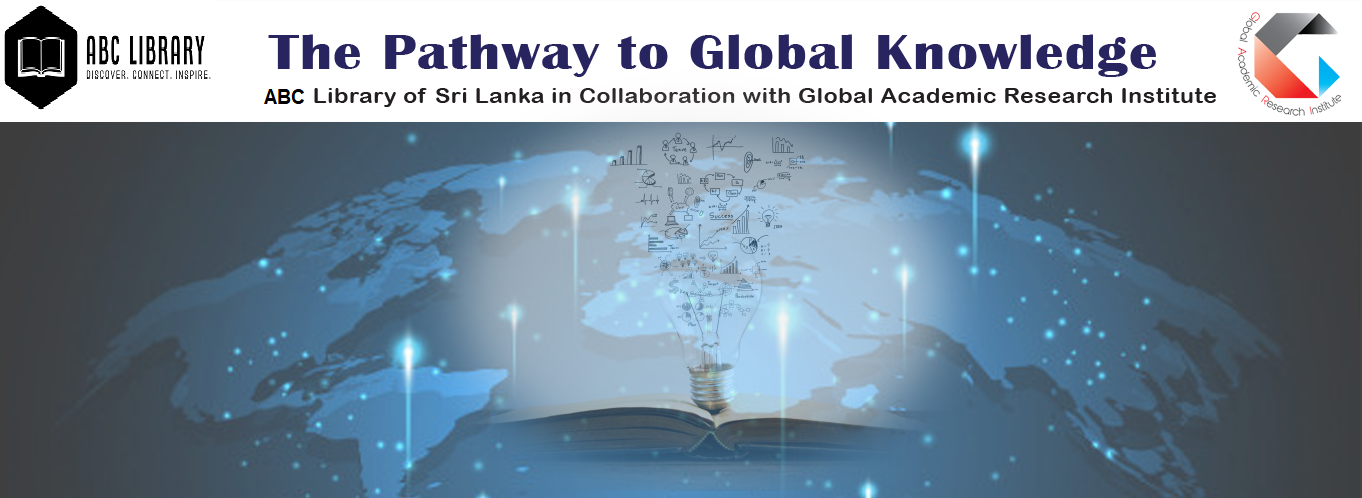 ABC LIBRARY
DISCOVER. CONNECT. INSPIRE.
The Pathway to Global Knowledge
ABC Library of Sri Lanka in Collaboration with Global Academic Research Institute
Global Academic Research Institute
Success